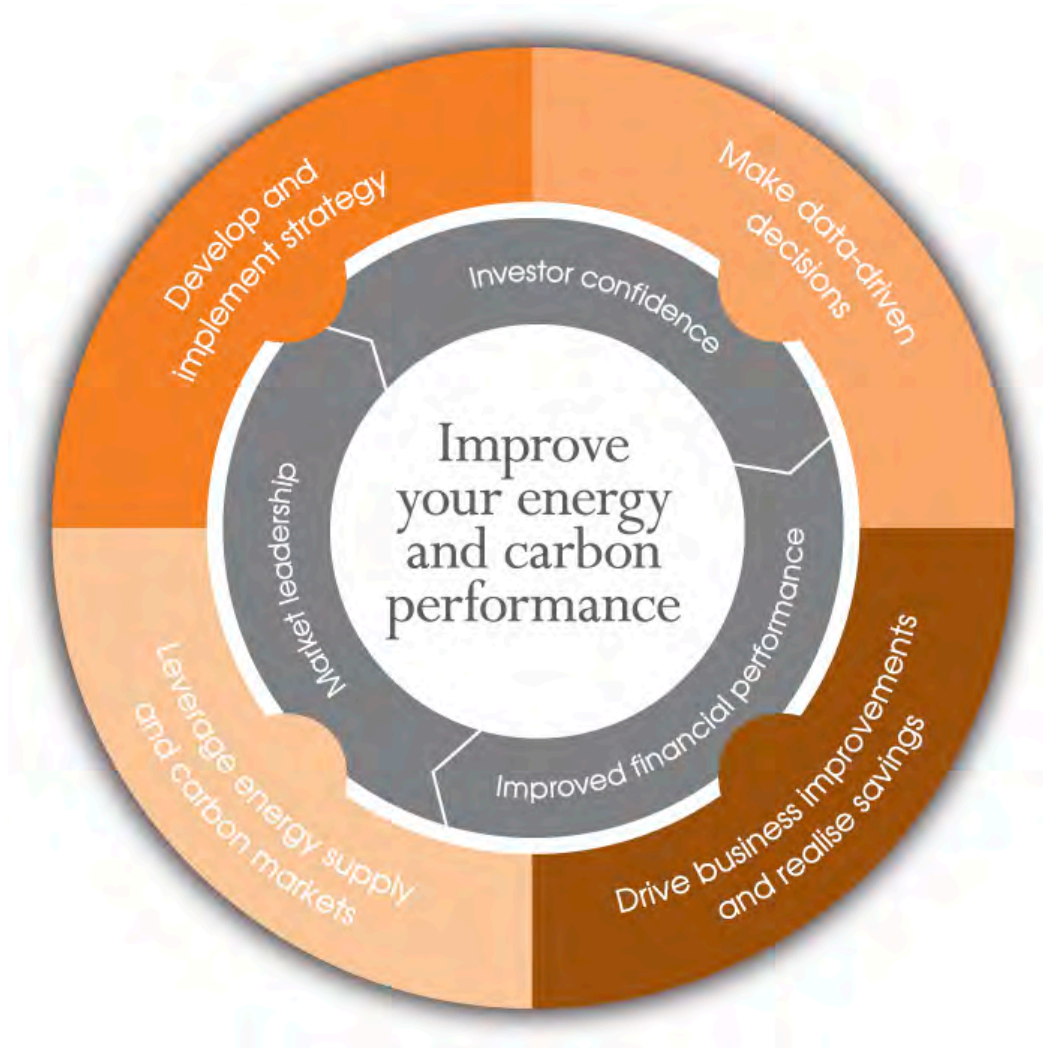 Develop and
implement strategy
Make data-driven
decisions
Investor confidence
Market leadership
Improve
your energy
and carbon
performance
Improved financial performance
Leverage energy supply
and carbon markets
Drive business improvements
and realise savings